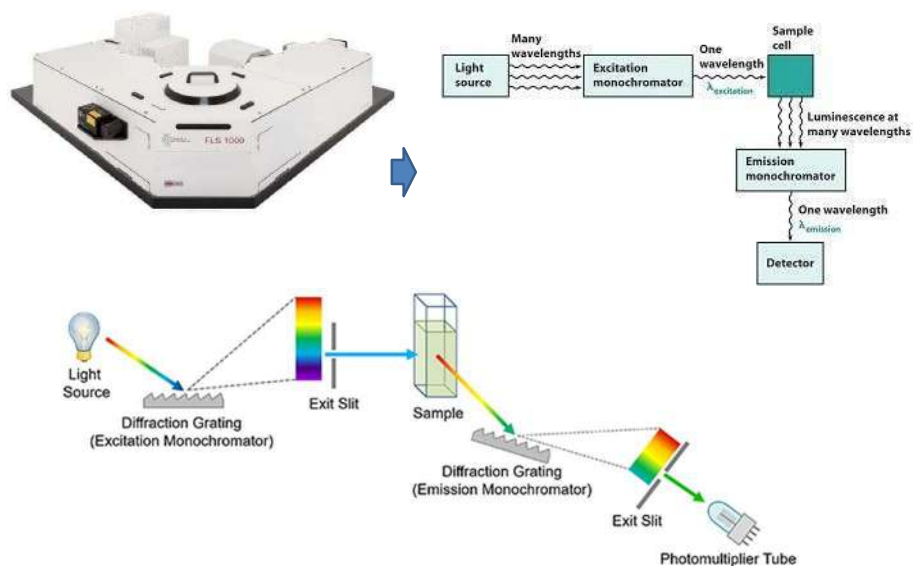 FLS 1000
Many
wavelengths
Light
source
Excitation
monochromator
One
wavelength
λexcitation
Sample
cell
Luminescence at
many wavelengths
Emission
monochromator
One wavelength
λemission
Detector
Light
Source
Diffraction Grating
(Excitation Monochromator)
Exit Slit
Sample
Diffraction Grating
(Emission Monochromator)
Exit Slit
Photomultiplier Tube